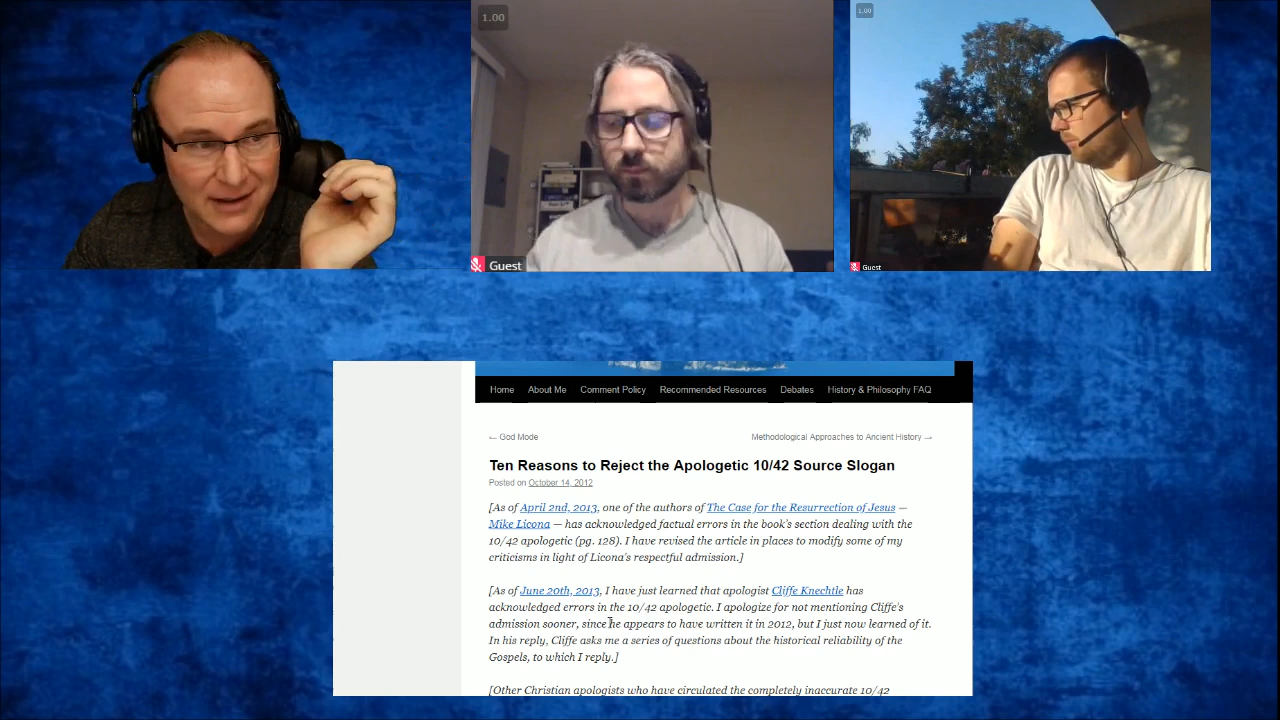 1.00
1.00
Guest
Guest
Home About Me Comment Policy Recommended Resources Debates History & Philosophy FAQ
← God Mode
Methodological Approaches to Ancient History →
Ten Reasons to Reject the Apologetic 10/42 Source Slogan
Posted on October 14, 2012
[As of April 2nd, 2013, one of the authors of The Case for the Resurrection of Jesus —
Mike Licona — has acknowledged factual errors in the book's section dealing with the
10/42 apologetic (pg. 128). I have revised the article in places to modify some of my
criticisms in light of Licona's respectful admission.]
[As of June 20th, 2013, I have just learned that apologist Cliffe Knechtle has
acknowledged errors in the 10/42 apologetic. I apologize for not mentioning Cliffe's
admission sooner, since he appears to have written it in 2012, but I just now learned of it.
In his reply, Cliffe asks me a series of questions about the historical reliability of the
Gospels, to which I reply.]
[Other Christian apologists who have circulated the completely inaccurate 10/42